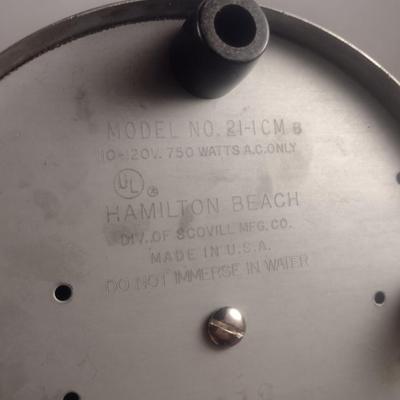 MODEL NO. 21-1CM B
110-120V. 750 WATTS A.C. ONLY
UL ®
HAMILTON BEACH
DIV. OF SCOVILL MFG. CO.
MADE IN U.S.A.
DO NOT IMMERSE IN WATER